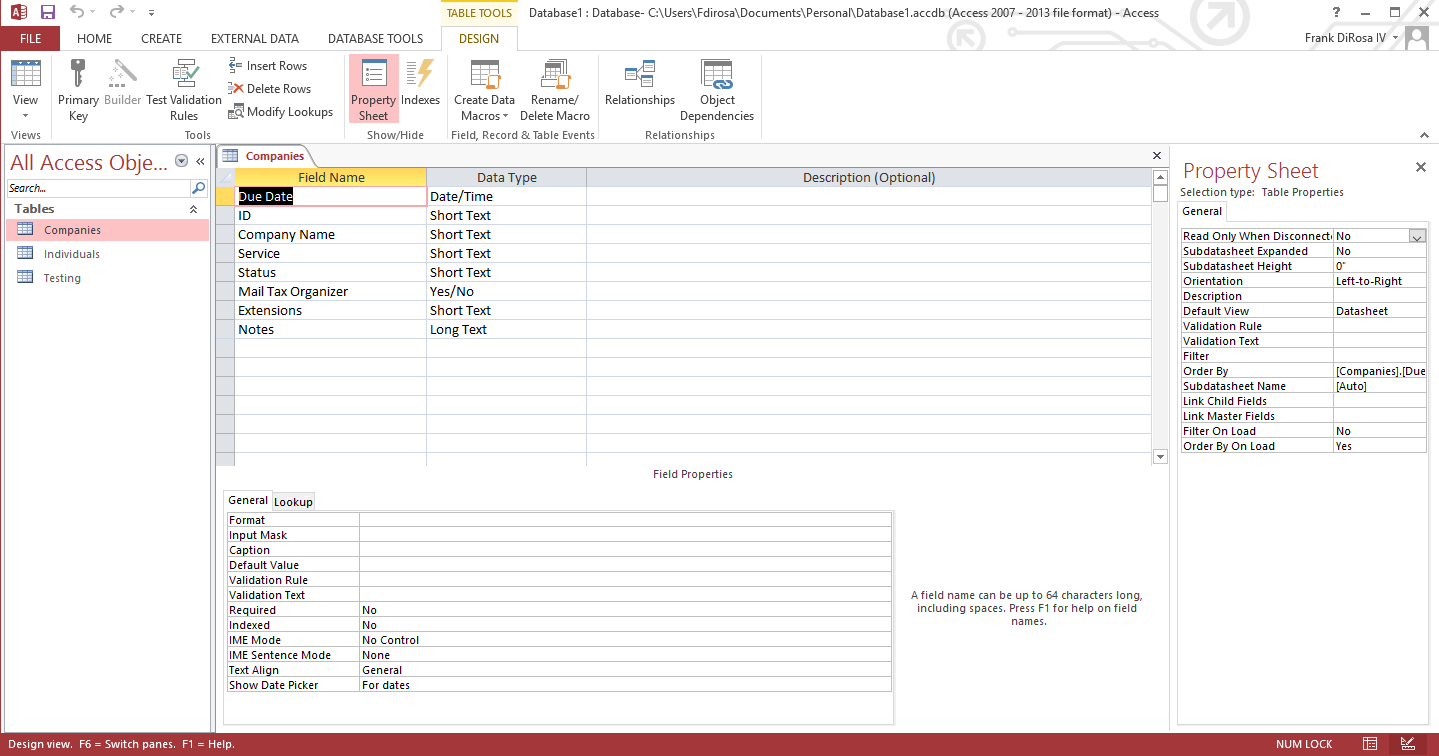 TABLE TOOLS Database1 : Database- C:\Users\Fdirosa\Documents\Personal\Database1.accdb (Access 2007 - 2013 file format) - Access ?
FILE HOME CREATE EXTERNAL DATA DATABASE TOOLS DESIGN Frank DiRosa IV
View
Primary Key
Builder
Test Validation Rules
Insert Rows
Delete Rows
Modify Lookups
Property Sheet
Indexes
Create Data Macros
Rename/ Delete Macro
Relationships
Object Dependencies
Views Tools Show/Hide Field, Record & Table Events Relationships
All Access Obje...
Search...
Tables
Companies
Individuals
Testing
Companies
Field Name Data Type Description (Optional)
Due Date Date/Time
ID Short Text
Company Name Short Text
Service Short Text
Status Short Text
Mail Tax Organizer Yes/No
Extensions Short Text
Notes Long Text
Field Properties
General Lookup
Format
Input Mask
Caption
Default Value
Validation Rule
Validation Text
Required No
Indexed No
IME Mode No Control
IME Sentence Mode None
Text Align General
Show Date Picker For dates
A field name can be up to 64 characters long,
including spaces. Press F1 for help on field
names.
Property Sheet
Selection type: Table Properties
General
Read Only When Disconnecte No
Subdatasheet Expanded No
Subdatasheet Height 0"
Orientation Left-to-Right
Description
Default View Datasheet
Validation Rule
Validation Text
Filter
Order By [Companies].[Due
Subdatasheet Name [Auto]
Link Child Fields
Link Master Fields
Filter On Load No
Order By On Load Yes
Design view. F6 = Switch panes. F1 = Help. NUM LOCK